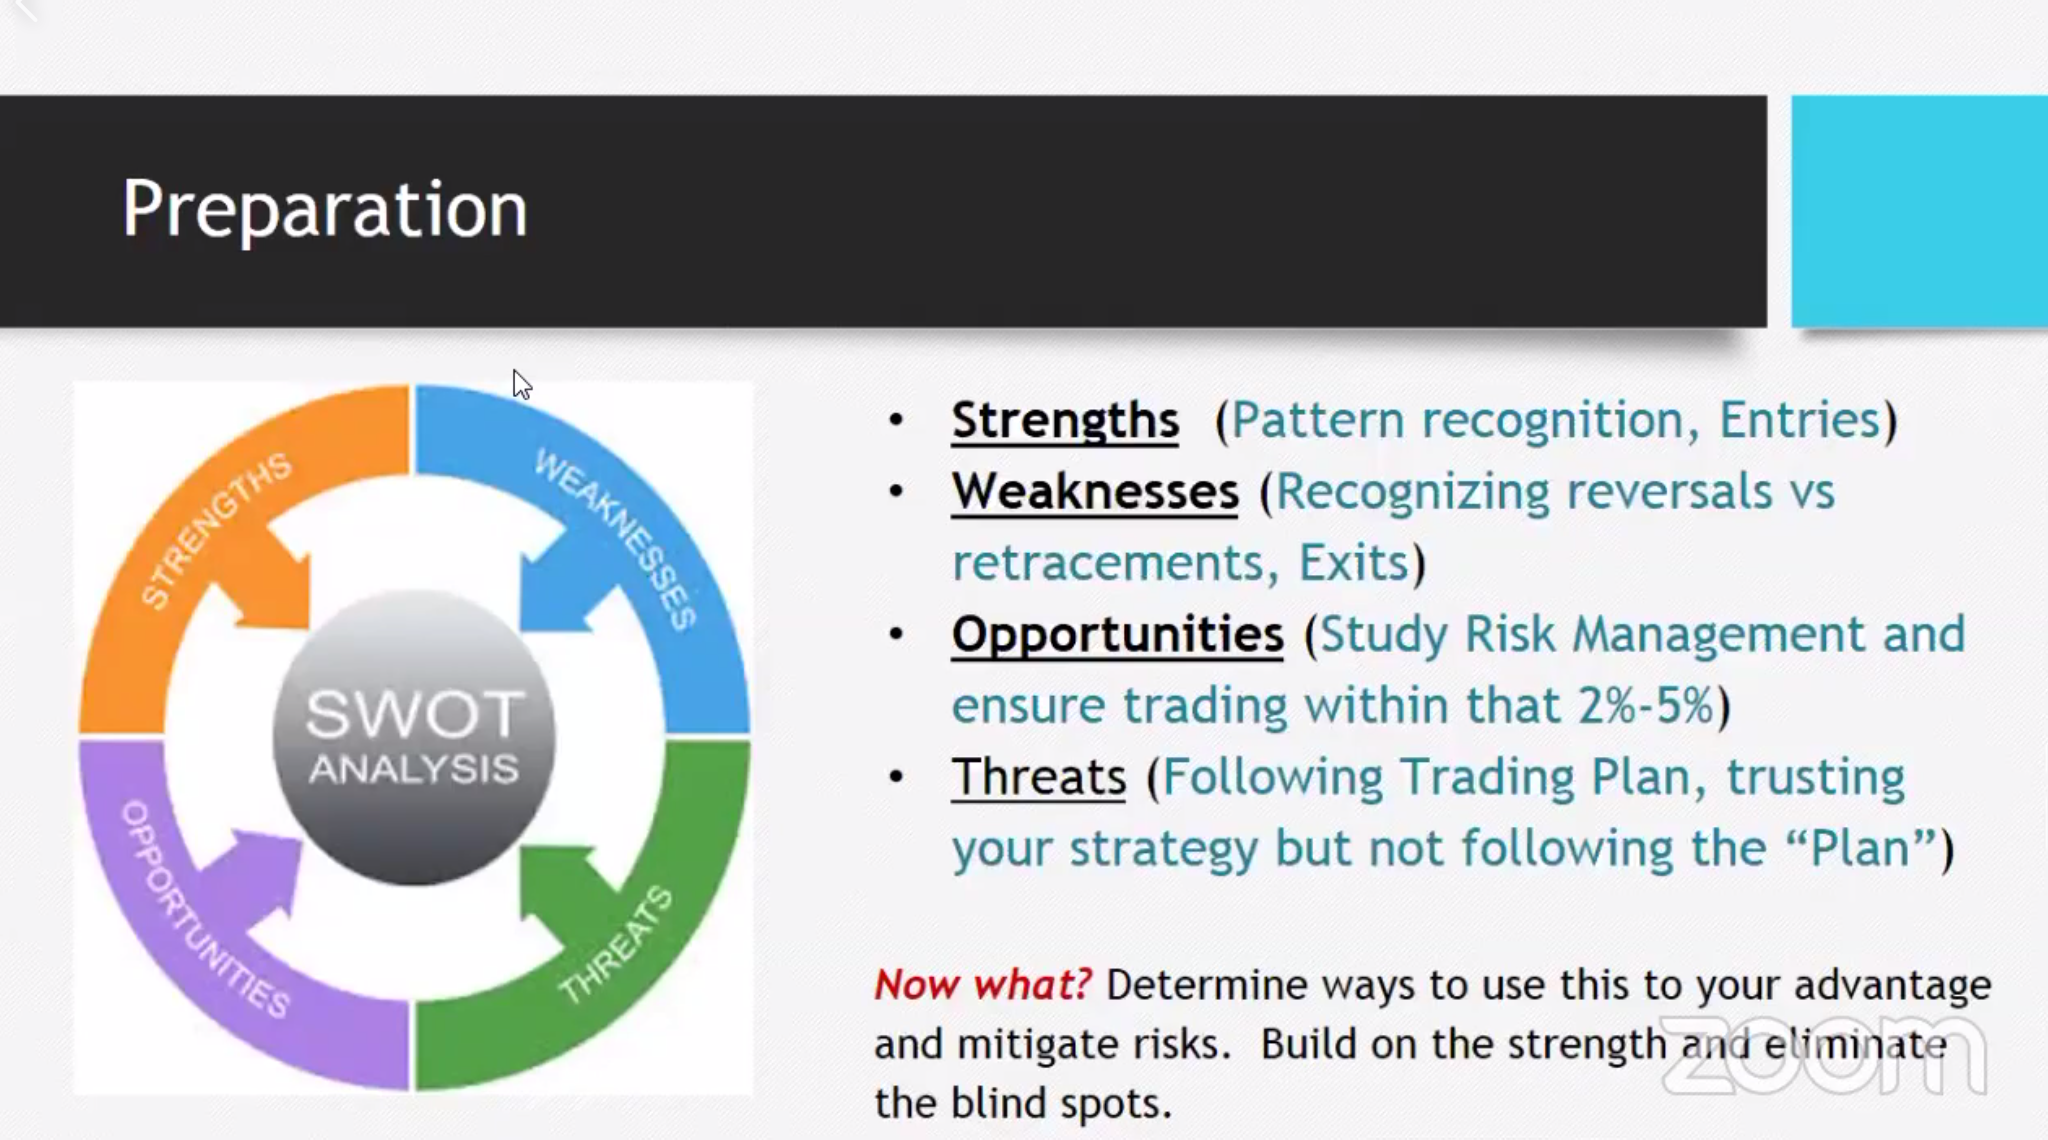 Preparation
STRENGTHS
WEAKNESSES
SWOT
ANALYSIS
OPPORTUNITIES
THREATS
• Strengths (Pattern recognition, Entries)
• Weaknesses (Recognizing reversals vs
retracements, Exits)
• Opportunities (Study Risk Management and
ensure trading within that 2%-5%)
• Threats (Following Trading Plan, trusting
your strategy but not following the “Plan”)
Now what? Determine ways to use this to your advantage
and mitigate risks. Build on the strength and eliminate
the blind spots.
zoom